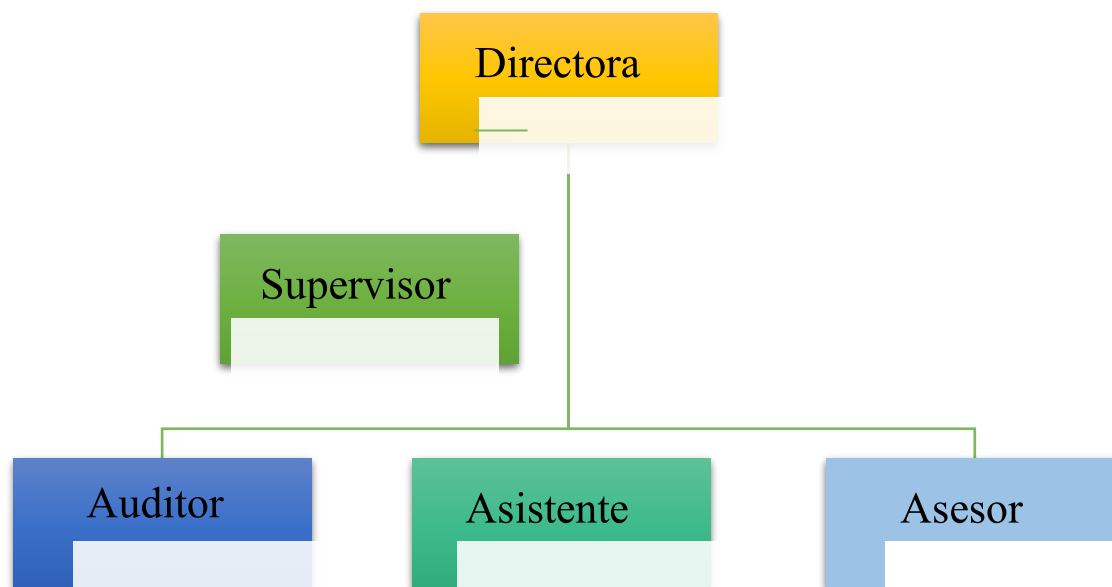 Directora
Supervisor
Auditor
Asistente
Asesor